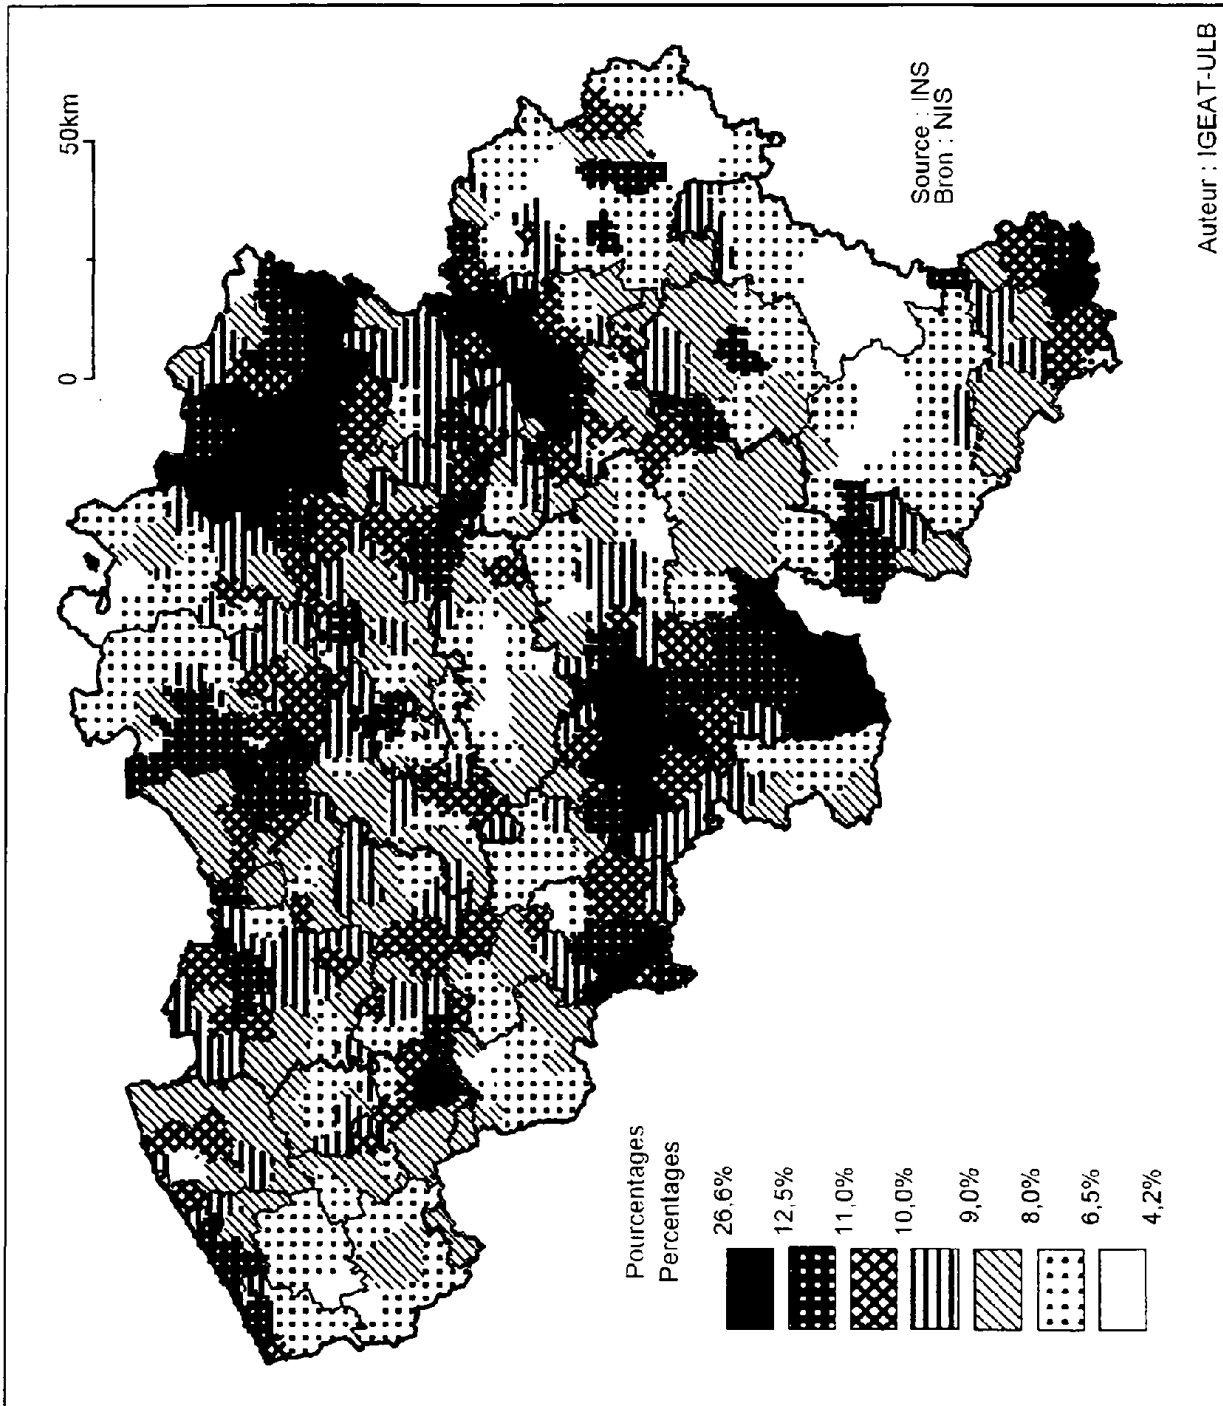 0 50km
Source : INS
Bron : NIS
Pourcentages
Percentages
26,6%
12,5%
11,0%
10,0%
9,0%
8,0%
6,5%
4,2%
Auteur : IGEAT-ULB